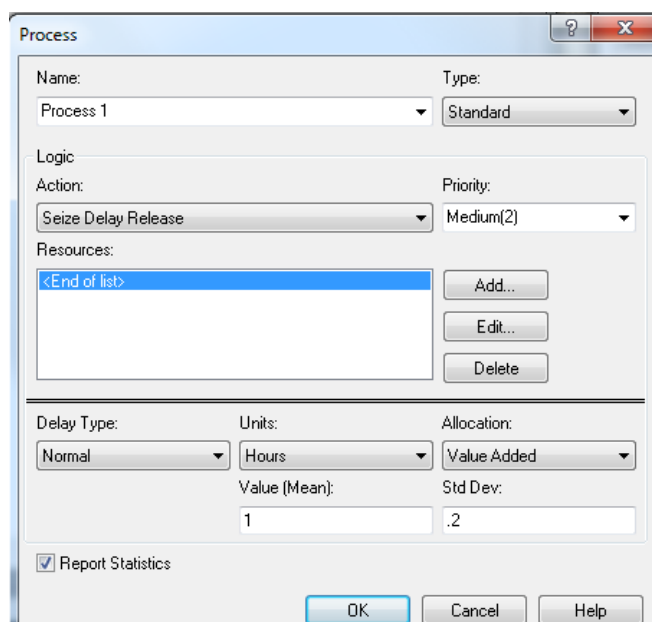 Process
Name: Type:
Process 1 Standard
Logic
Action: Priority:
Seize Delay Release Medium(2)
Resources:
<End of list>
Add...
Edit...
Delete
Delay Type: Units: Allocation:
Normal Hours Value Added
Value (Mean): Std Dev:
1 .2
Report Statistics
OK Cancel Help